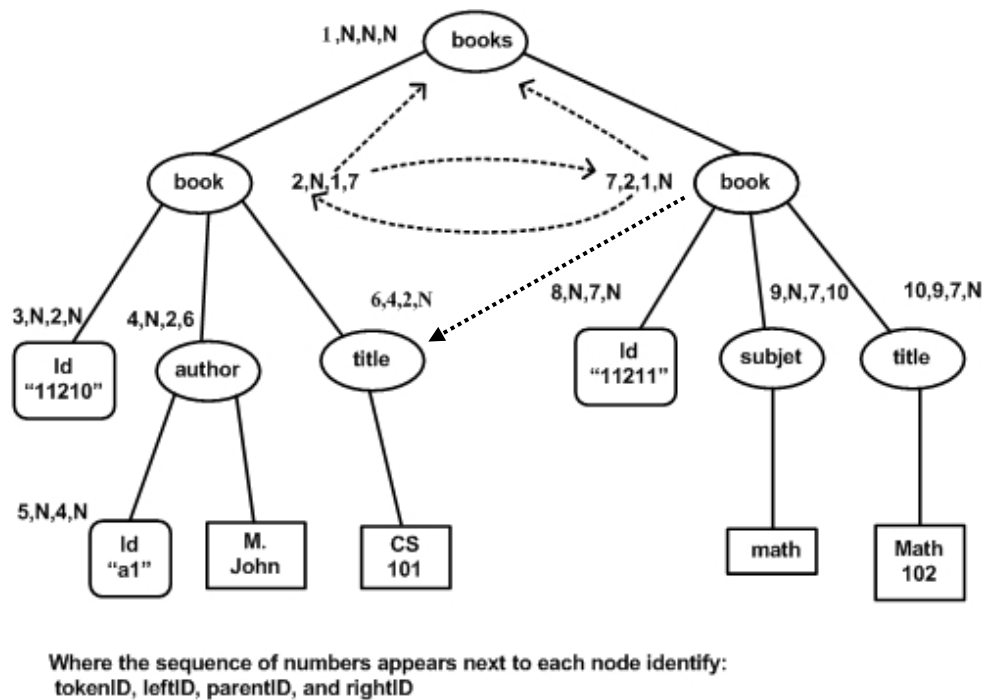 1,N,N,N
books
book
2,N,1,7
7,2,1,N
book
3,N,2,N
4,N,2,6
6,4,2,N
8,N,7,N
9,N,7,10
10,9,7,N
Id
"11210"
author
title
Id
"11211"
subjet
title
5,N,4,N
Id
"a1"
M.
John
CS
101
math
Math
102
Where the sequence of numbers appears next to each node identify:
tokenID, leftID, parentID, and rightID